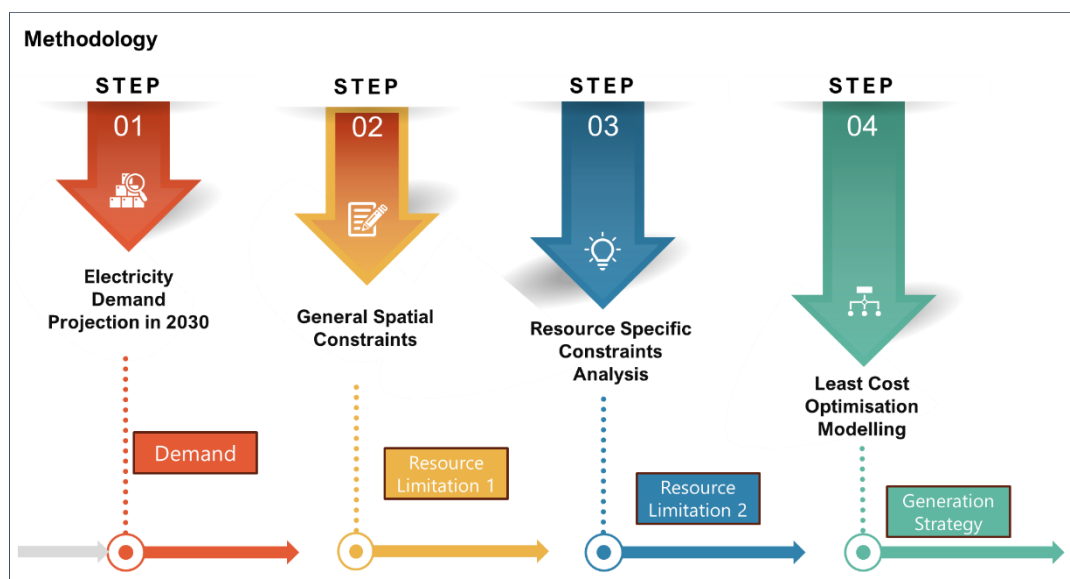 Methodology
STEP
01
Electricity
Demand
Projection in 2030
Demand
STEP
02
General Spatial
Constraints
Resource
Limitation 1
STEP
03
Resource Specific
Constraints
Analysis
Resource
Limitation 2
STEP
04
Least Cost
Optimisation
Modelling
Generation
Strategy